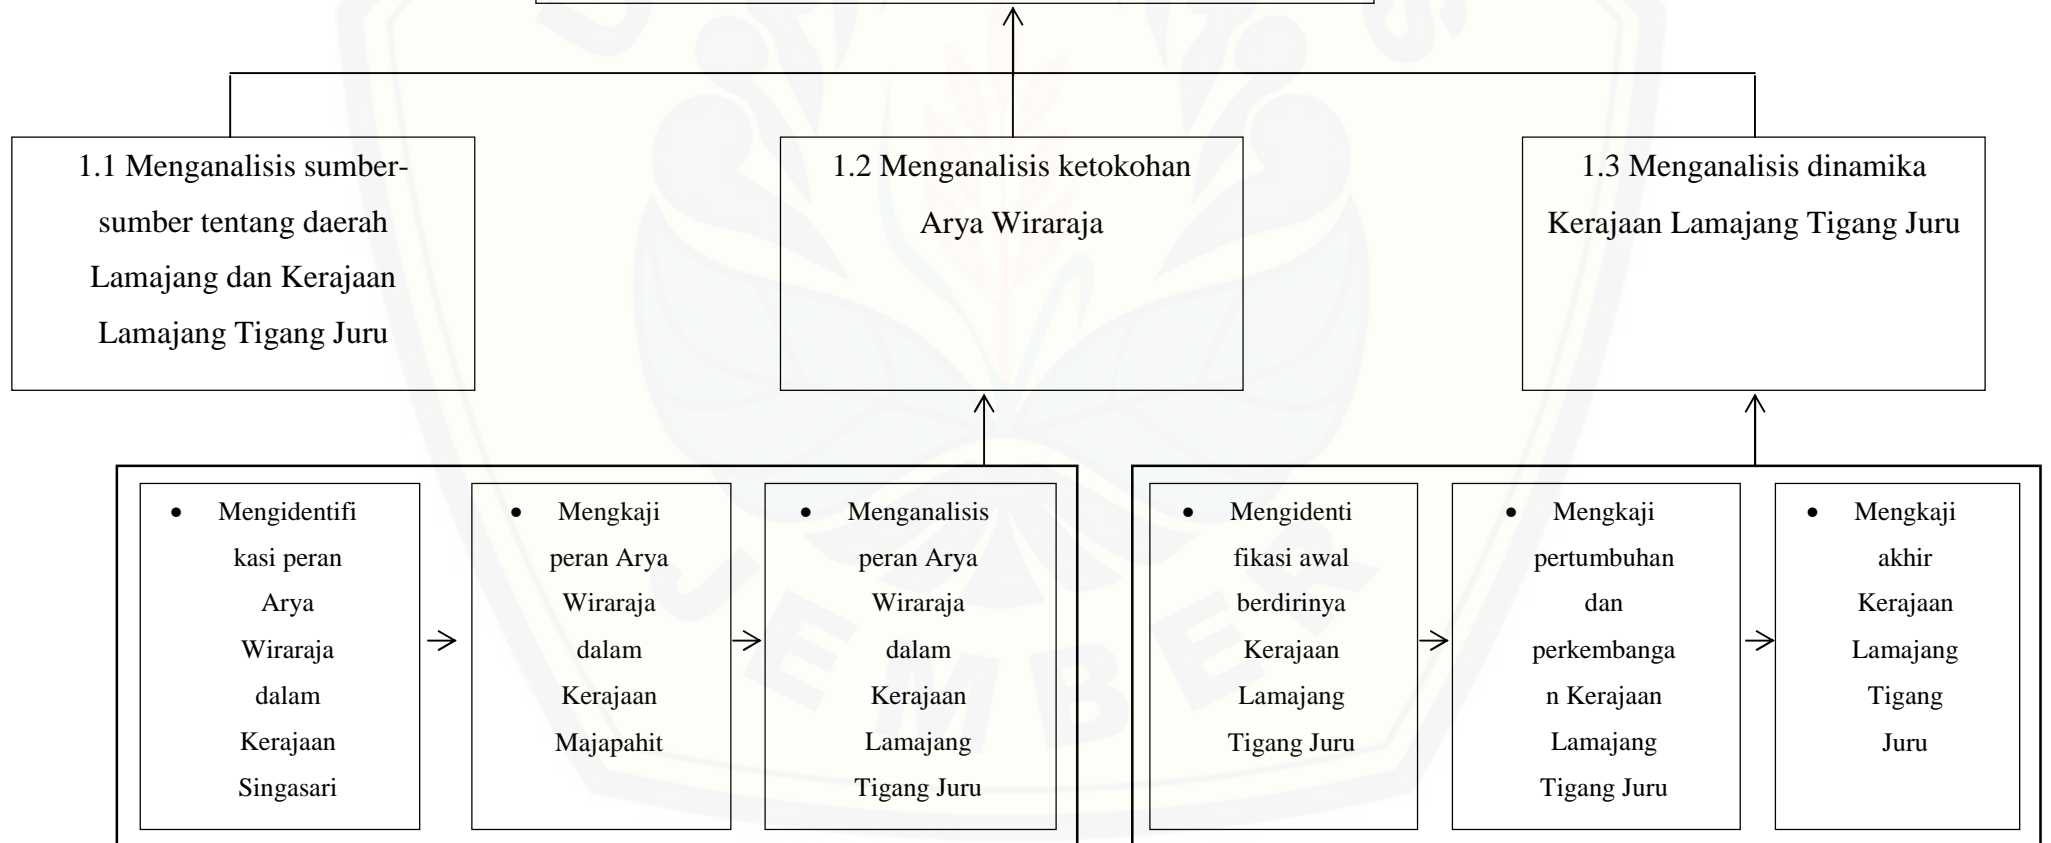 1.1 Menganalisis sumber-
sumber tentang daerah
Lamajang dan Kerajaan
Lamajang Tigang Juru
1.2 Menganalisis ketokohan
Arya Wiraraja
1.3 Menganalisis dinamika
Kerajaan Lamajang Tigang Juru
• Mengidentifi
kasi peran
Arya
Wiraraja
dalam
Kerajaan
Singasari
• Mengkaji
peran Arya
Wiraraja
dalam
Kerajaan
Majapahit
• Menganalisis
peran Arya
Wiraraja
dalam
Kerajaan
Lamajang
Tigang Juru
• Mengidenti
fikasi awal
berdirinya
Kerajaan
Lamajang
Tigang Juru
• Mengkaji
pertumbuhan
dan
perkembanga
n Kerajaan
Lamajang
Tigang Juru
• Mengkaji
akhir
Kerajaan
Lamajang
Tigang
Juru
JEMBER